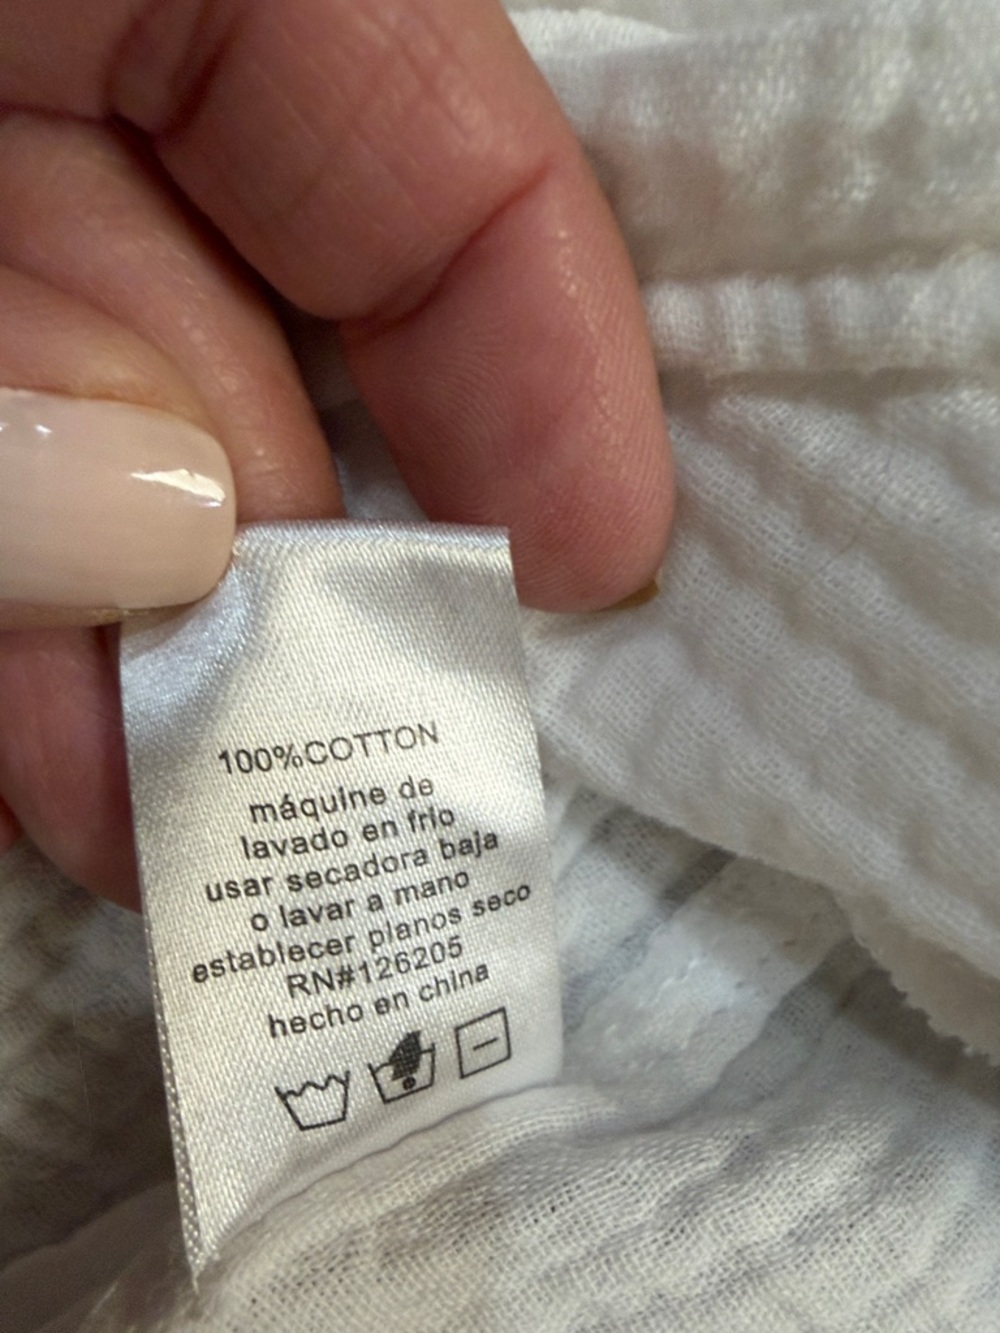 100%COTTON
máquine de
lavado en frio
usar secadora baja
o lavar a mano
establecer planos seco
RN#126205
hecho en china